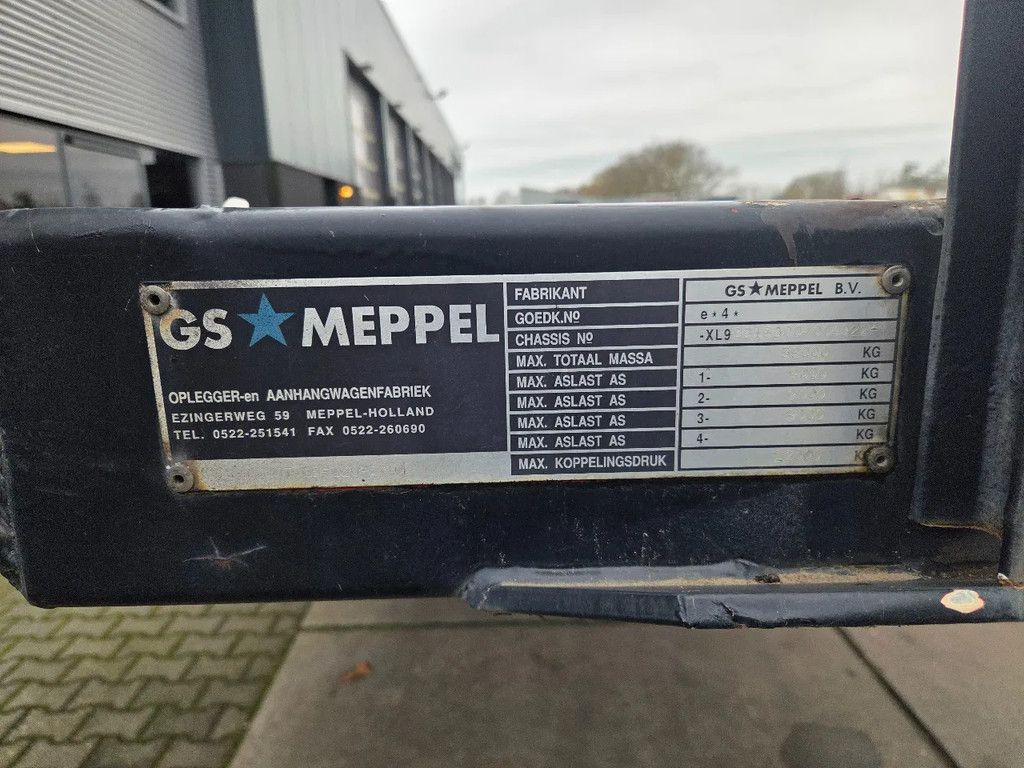 GS★MEPPEL
OPLEGGER-en AANHANGWAGENFABRIEK
EZINGERWEG 59 MEPPEL-HOLLAND
TEL. 0522-251541 FAX 0522-260690
FABRIKANT GS★MEPPEL B.V.
GOEDK.Nº e*4*
CHASSIS Nº -XL9
MAX. TOTAAL MASSA KG
MAX. ASLAST AS 1- KG
MAX. ASLAST AS 2- KG
MAX. ASLAST AS 3- KG
MAX. ASLAST AS 4- KG
MAX. KOPPELINGSDRUK